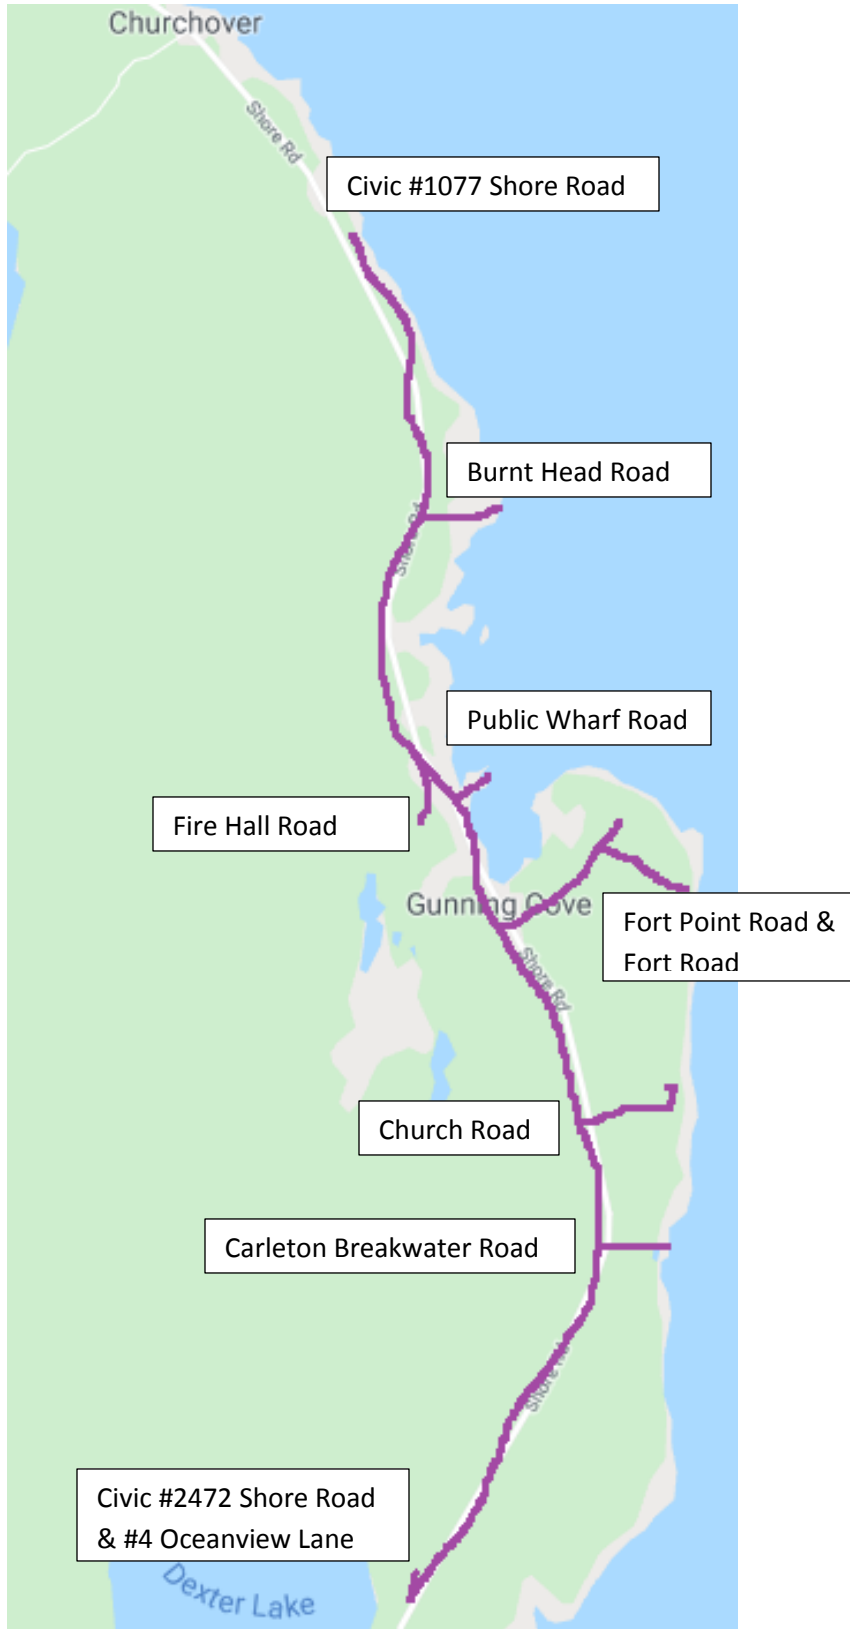 Churchover
Shore Rd
Civic #1077 Shore Road
Burnt Head Road
Shore Rd
Public Wharf Road
Fire Hall Road
Gunning Cove
Fort Point Road &
Fort Road
Shore Rd
Church Road
Carleton Breakwater Road
Shore Rd
Civic #2472 Shore Road
& #4 Oceanview Lane
Dexter Lake